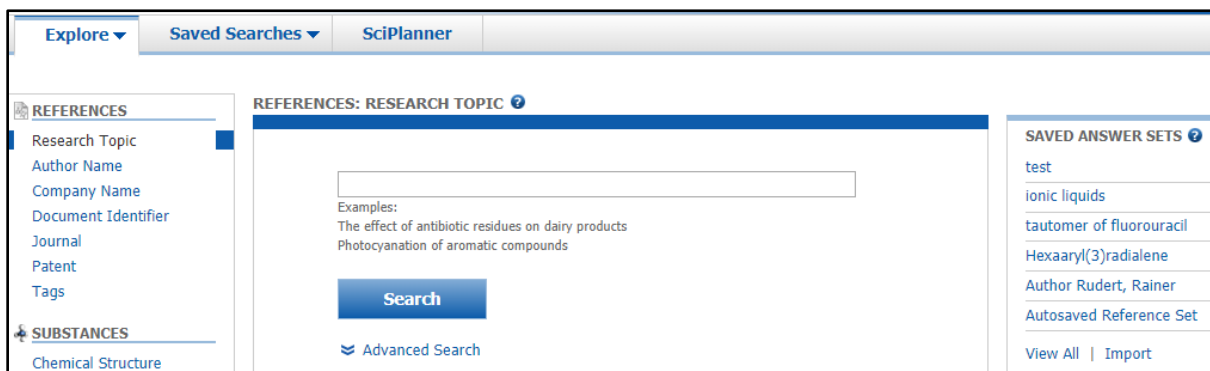 Explore
Saved Searches
SciPlanner
REFERENCES
Research Topic
Author Name
Company Name
Document Identifier
Journal
Patent
Tags
SUBSTANCES
Chemical Structure
REFERENCES: RESEARCH TOPIC ?
Examples:
The effect of antibiotic residues on dairy products
Photocyanation of aromatic compounds
Search
Advanced Search
SAVED ANSWER SETS ?
test
ionic liquids
tautomer of fluorouracil
Hexaaryl(3)radialene
Author Rudert, Rainer
Autosaved Reference Set
View All | Import